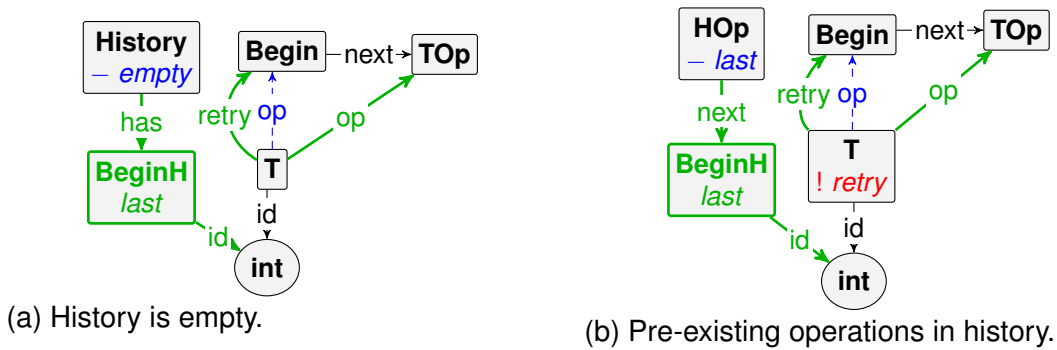 History
– empty
has
BeginH
last
id
Begin
next
TOp
retry
op
op
T
id
int
(a) History is empty.
HOp
– last
next
BeginH
last
id
Begin
next
TOp
retry
op
op
T
! retry
id
int
(b) Pre-existing operations in history.